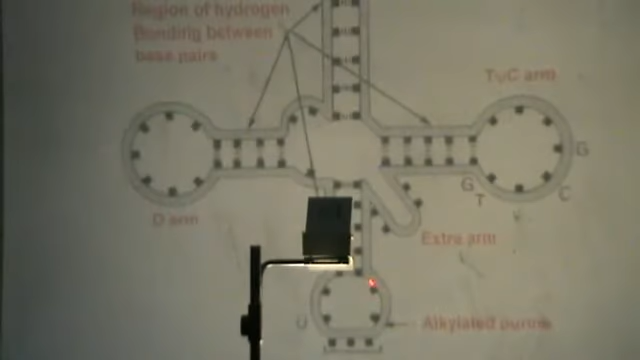 Region of hydrogen
Bonding between
base pairs
TψC arm
G
C
G
T
D arm
Extra arm
U
Alkylated purine